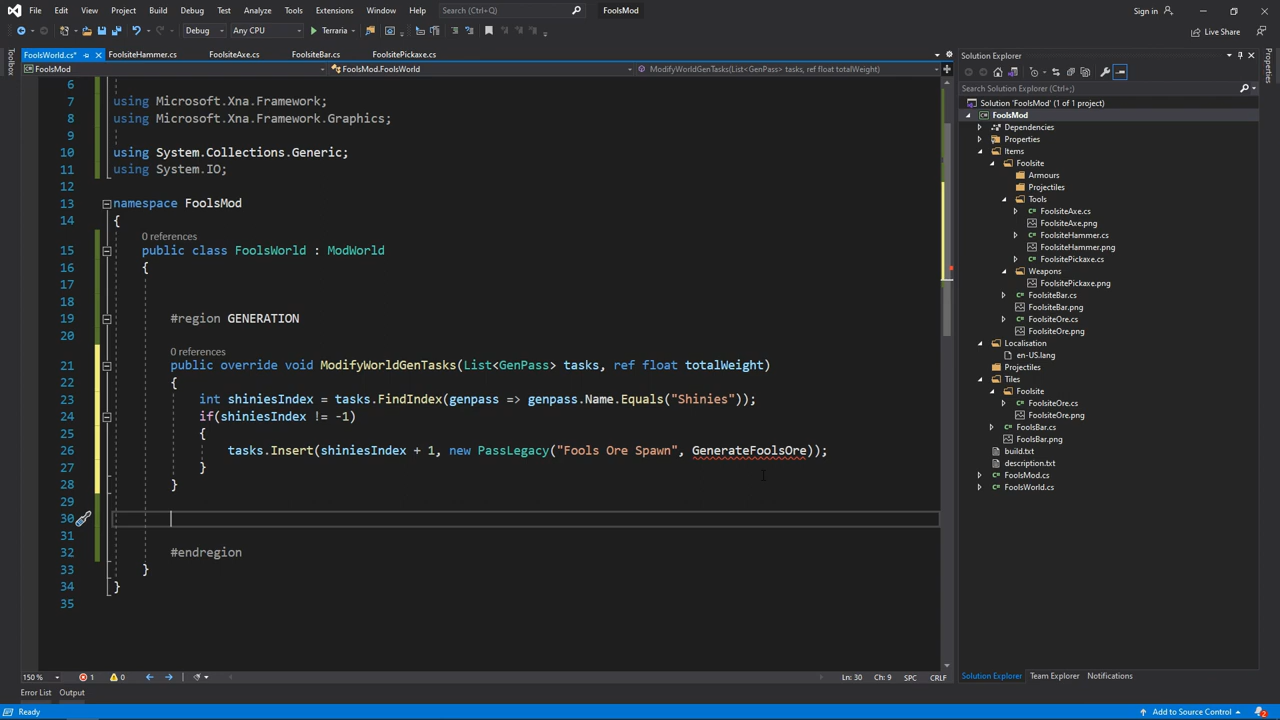 File Edit View Project Build Debug Test Analyze Tools Extensions Window Help Search (Ctrl+;) FoolsMod Sign in
Debug Any CPU Terraria Live Share
FoolsWorld.cs* FoolsiteHammer.cs FoolsiteAxe.cs FoolsiteBar.cs FoolsitePickaxe.cs
FoolsMod FoolsMod.FoolsWorld ModifyWorldGenTasks(List<GenPass> tasks, ref float totalWeight)
Toolbox
6
7 using Microsoft.Xna.Framework;
8 using Microsoft.Xna.Framework.Graphics;
9
10 using System.Collections.Generic;
11 using System.IO;
12
13 namespace FoolsMod
14 {
0 references
15 public class FoolsWorld : ModWorld
16 {
17
18
19 #region GENERATION
20
0 references
21 public override void ModifyWorldGenTasks(List<GenPass> tasks, ref float totalWeight)
22 {
23 int shiniesIndex = tasks.FindIndex(genpass => genpass.Name.Equals("Shinies"));
24 if(shiniesIndex != -1)
25 {
26 tasks.Insert(shiniesIndex + 1, new PassLegacy("Fools Ore Spawn", GenerateFoolsOre));
27 }
28 }
29
30
31
32 #endregion
33 }
34 }
35
150 % 1 0 Ln: 30 Ch: 9 SPC CRLF
Error List Output
Ready Add to Source Control 2
Solution Explorer
Search Solution Explorer (Ctrl+;)
Solution 'FoolsMod' (1 of 1 project)
FoolsMod
Dependencies
Properties
Items
Foolsite
Armours
Projectiles
Tools
FoolsiteAxe.cs
FoolsiteAxe.png
FoolsiteHammer.cs
FoolsiteHammer.png
FoolsitePickaxe.cs
Weapons
FoolsitePickaxe.png
FoolsiteBar.cs
FoolsiteBar.png
FoolsiteOre.cs
FoolsiteOre.png
Localisation
en-US.lang
Projectiles
Tiles
Foolsite
FoolsiteOre.cs
FoolsiteOre.png
FoolsBar.cs
FoolsBar.png
build.txt
description.txt
FoolsMod.cs
FoolsWorld.cs
Solution Explorer Team Explorer Notifications
Properties